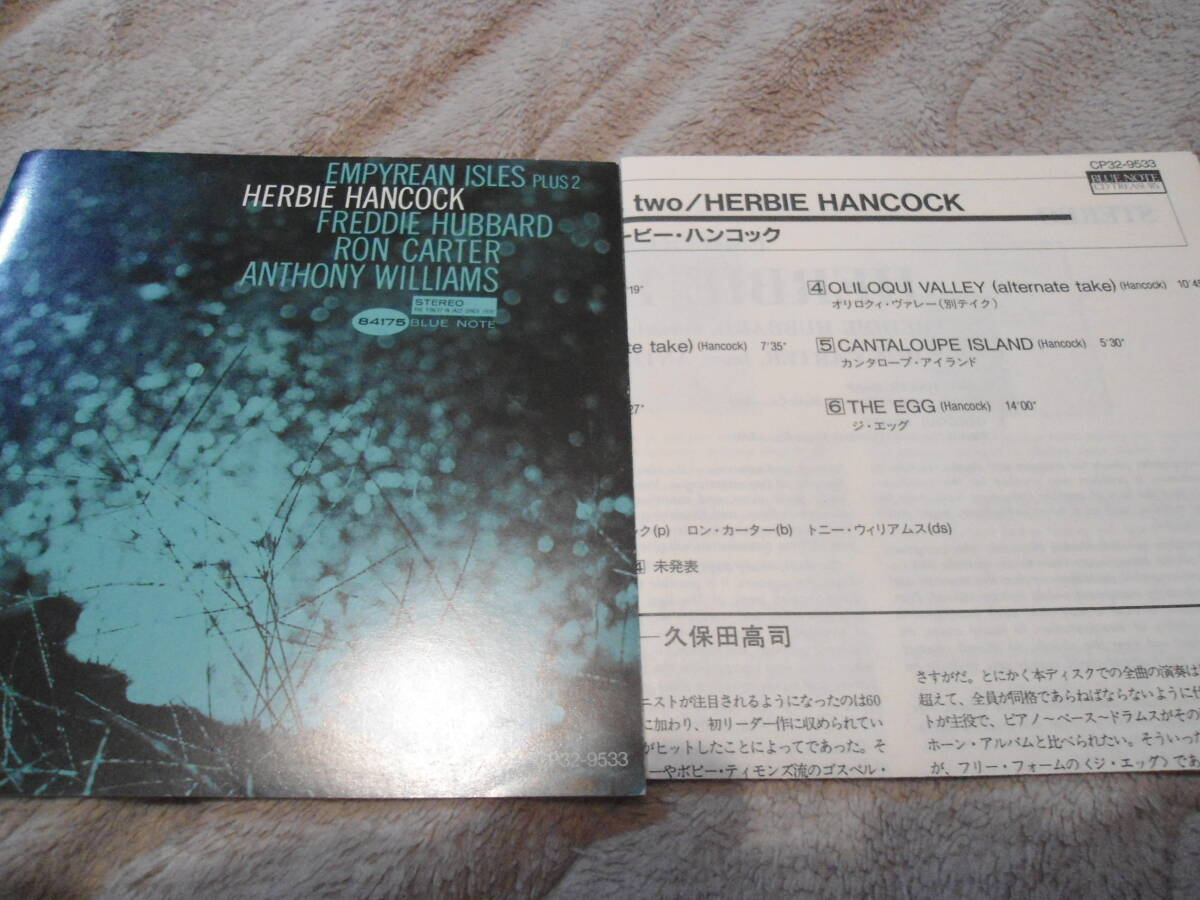 EMPYREAN ISLES PLUS 2
HERBIE HANCOCK
FREDDIE HUBBARD
RON CARTER
ANTHONY WILLIAMS
STEREO
84175 BLUE NOTE
CP32-9533
CP32-9533
BLUE NOTE
CD TREASURY
two/HERBIE HANCOCK
ービー・ハンコック
19"
te take) (Hancock) 7'35"
27"
4 OLILOQUI VALLEY (alternate take) (Hancock) 10'45
オリロクィ・ヴァレー(別テイク)
5 CANTALOUPE ISLAND (Hancock) 5'30"
カンタロープ・アイランド
6 THE EGG (Hancock) 14'00"
ジ・エッグ
ック(p) ロン・カーター(b) トニー・ウィリアムス(ds)
4 未発表
久保田高司
ニストが注目されるようになったのは60
に加わり、初リーダー作に収められてい
がヒットしたことによってであった。そ
ーやボビー・ティモンズ流のゴスペル・
さすがだ。とにかく本ディスクでの全曲の演奏は
超えて、全員が同格であらねばならないように
トが主役で、ピアノ〜ベース〜ドラムスがその
ホーン・アルバムと比べられたい。そういった
が、フリー・フォームの〈ジ・エッグ〉であ